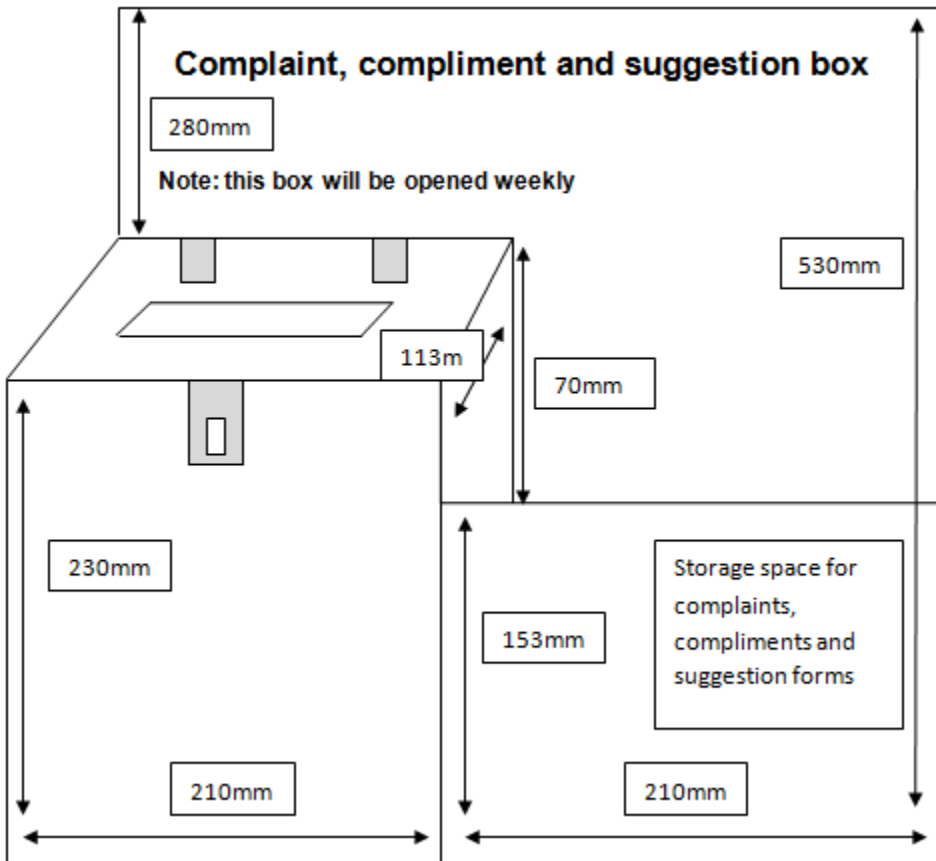 Complaint, compliment and suggestion box
280mm
Note: this box will be opened weekly
530mm
113m
70mm
230mm
153mm
Storage space for
complaints,
compliments and
suggestion forms
210mm
210mm